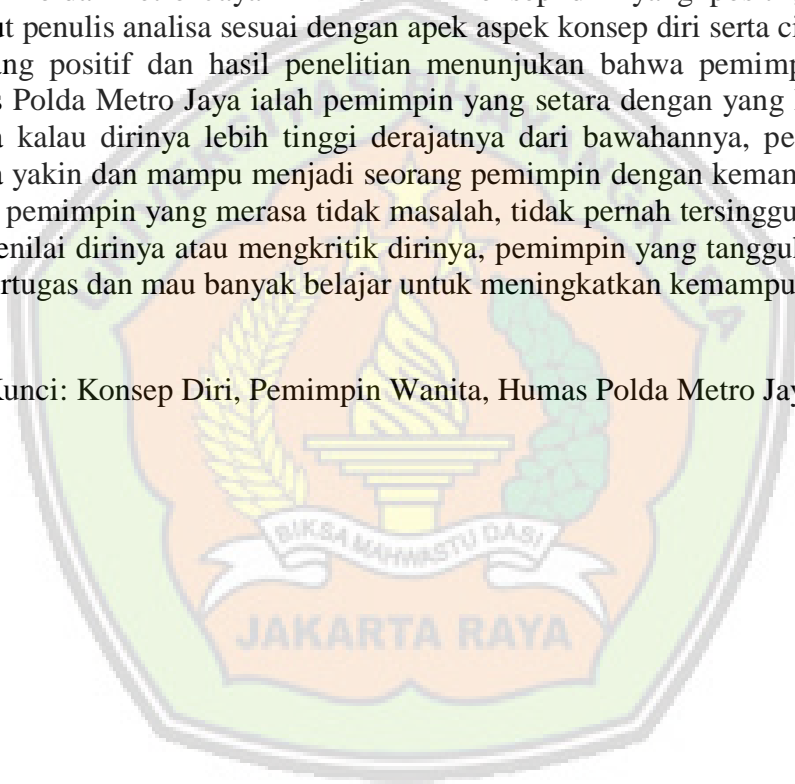 ut penulis analisa sesuai dengan apek aspek konsep diri serta ci
ang positif dan hasil penelitian menunjukan bahwa pemimp
s Polda Metro Jaya ialah pemimpin yang setara dengan yang
a kalau dirinya lebih tinggi derajatnya dari bawahannya, pe
a yakin dan mampu menjadi seorang pemimpin dengan keman
pemimpin yang merasa tidak masalah, tidak pernah tersinggu
enilai dirinya atau mengkritik dirinya, pemimpin yang tanggul
ertugas dan mau banyak belajar untuk meningkatkan kemampu
Kunci: Konsep Diri, Pemimpin Wanita, Humas Polda Metro Jay
UNIVERSITAS BHAYANGKARA
BIKSA MAHWASTU DASI
JAKARTA RAYA